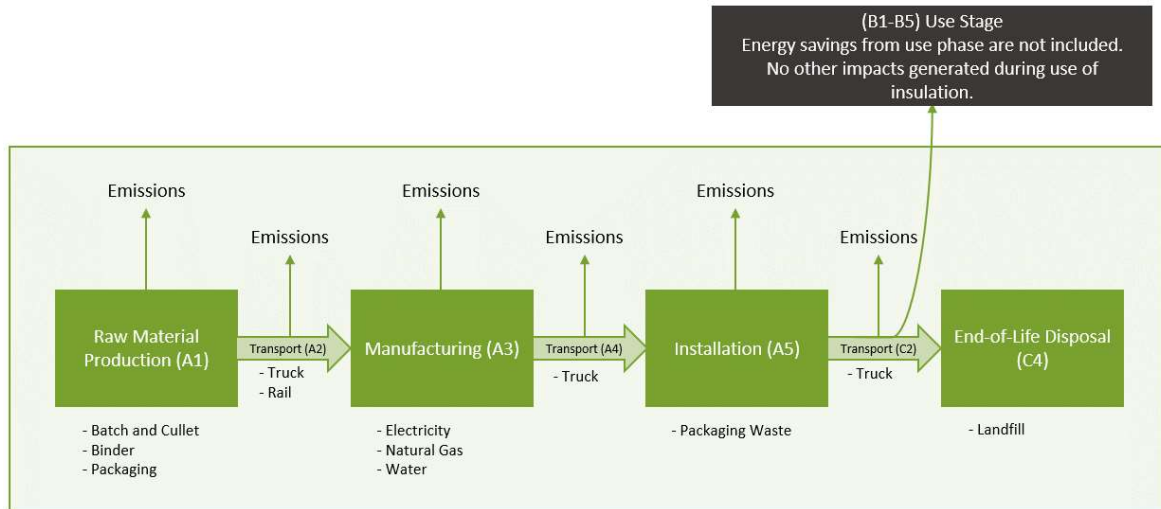 (B1-B5) Use Stage
Energy savings from use phase are not included.
No other impacts generated during use of
insulation.
Emissions
Emissions
Emissions
Emissions
Emissions
Emissions
Raw Material
Production (A1)
Transport (A2)
- Truck
- Rail
Manufacturing (A3)
Transport (A4)
- Truck
Installation (A5)
Transport (C2)
- Truck
End-of-Life Disposal
(C4)
- Batch and Cullet
- Binder
- Packaging
- Electricity
- Natural Gas
- Water
- Packaging Waste
- Landfill